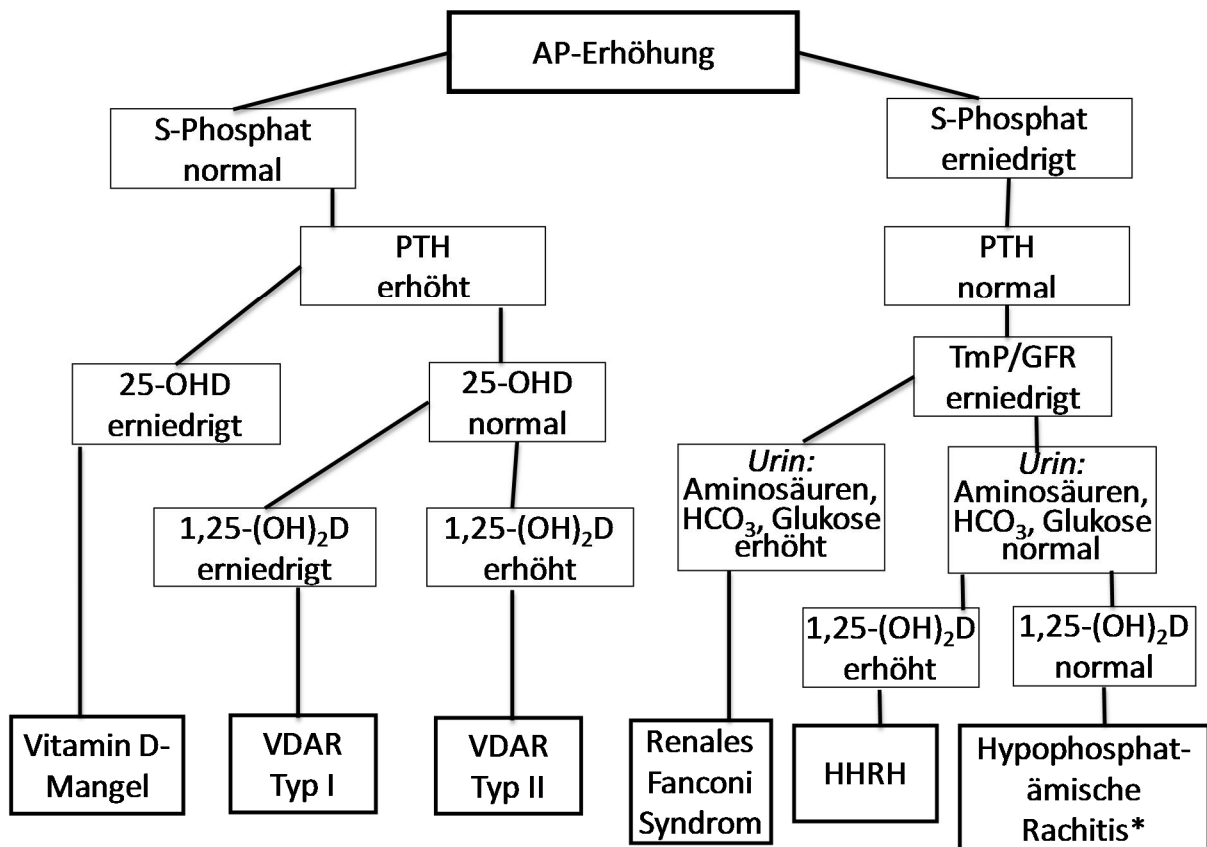 AP-Erhöhung
S-Phosphat
normal
S-Phosphat
erniedrigt
PTH
erhöht
PTH
normal
25-OHD
erniedrigt
25-OHD
normal
TmP/GFR
erniedrigt
1,25-(OH)₂D
erniedrigt
1,25-(OH)₂D
erhöht
Urin:
Aminosäuren,
HCO₃, Glukose
erhöht
Urin:
Aminosäuren,
HCO₃, Glukose
normal
1,25-(OH)₂D
erhöht
1,25-(OH)₂D
normal
Vitamin D-
Mangel
VDAR
Typ I
VDAR
Typ II
Renales
Fanconi
Syndrom
HHRH
Hypophosphat-
ämische
Rachitis*